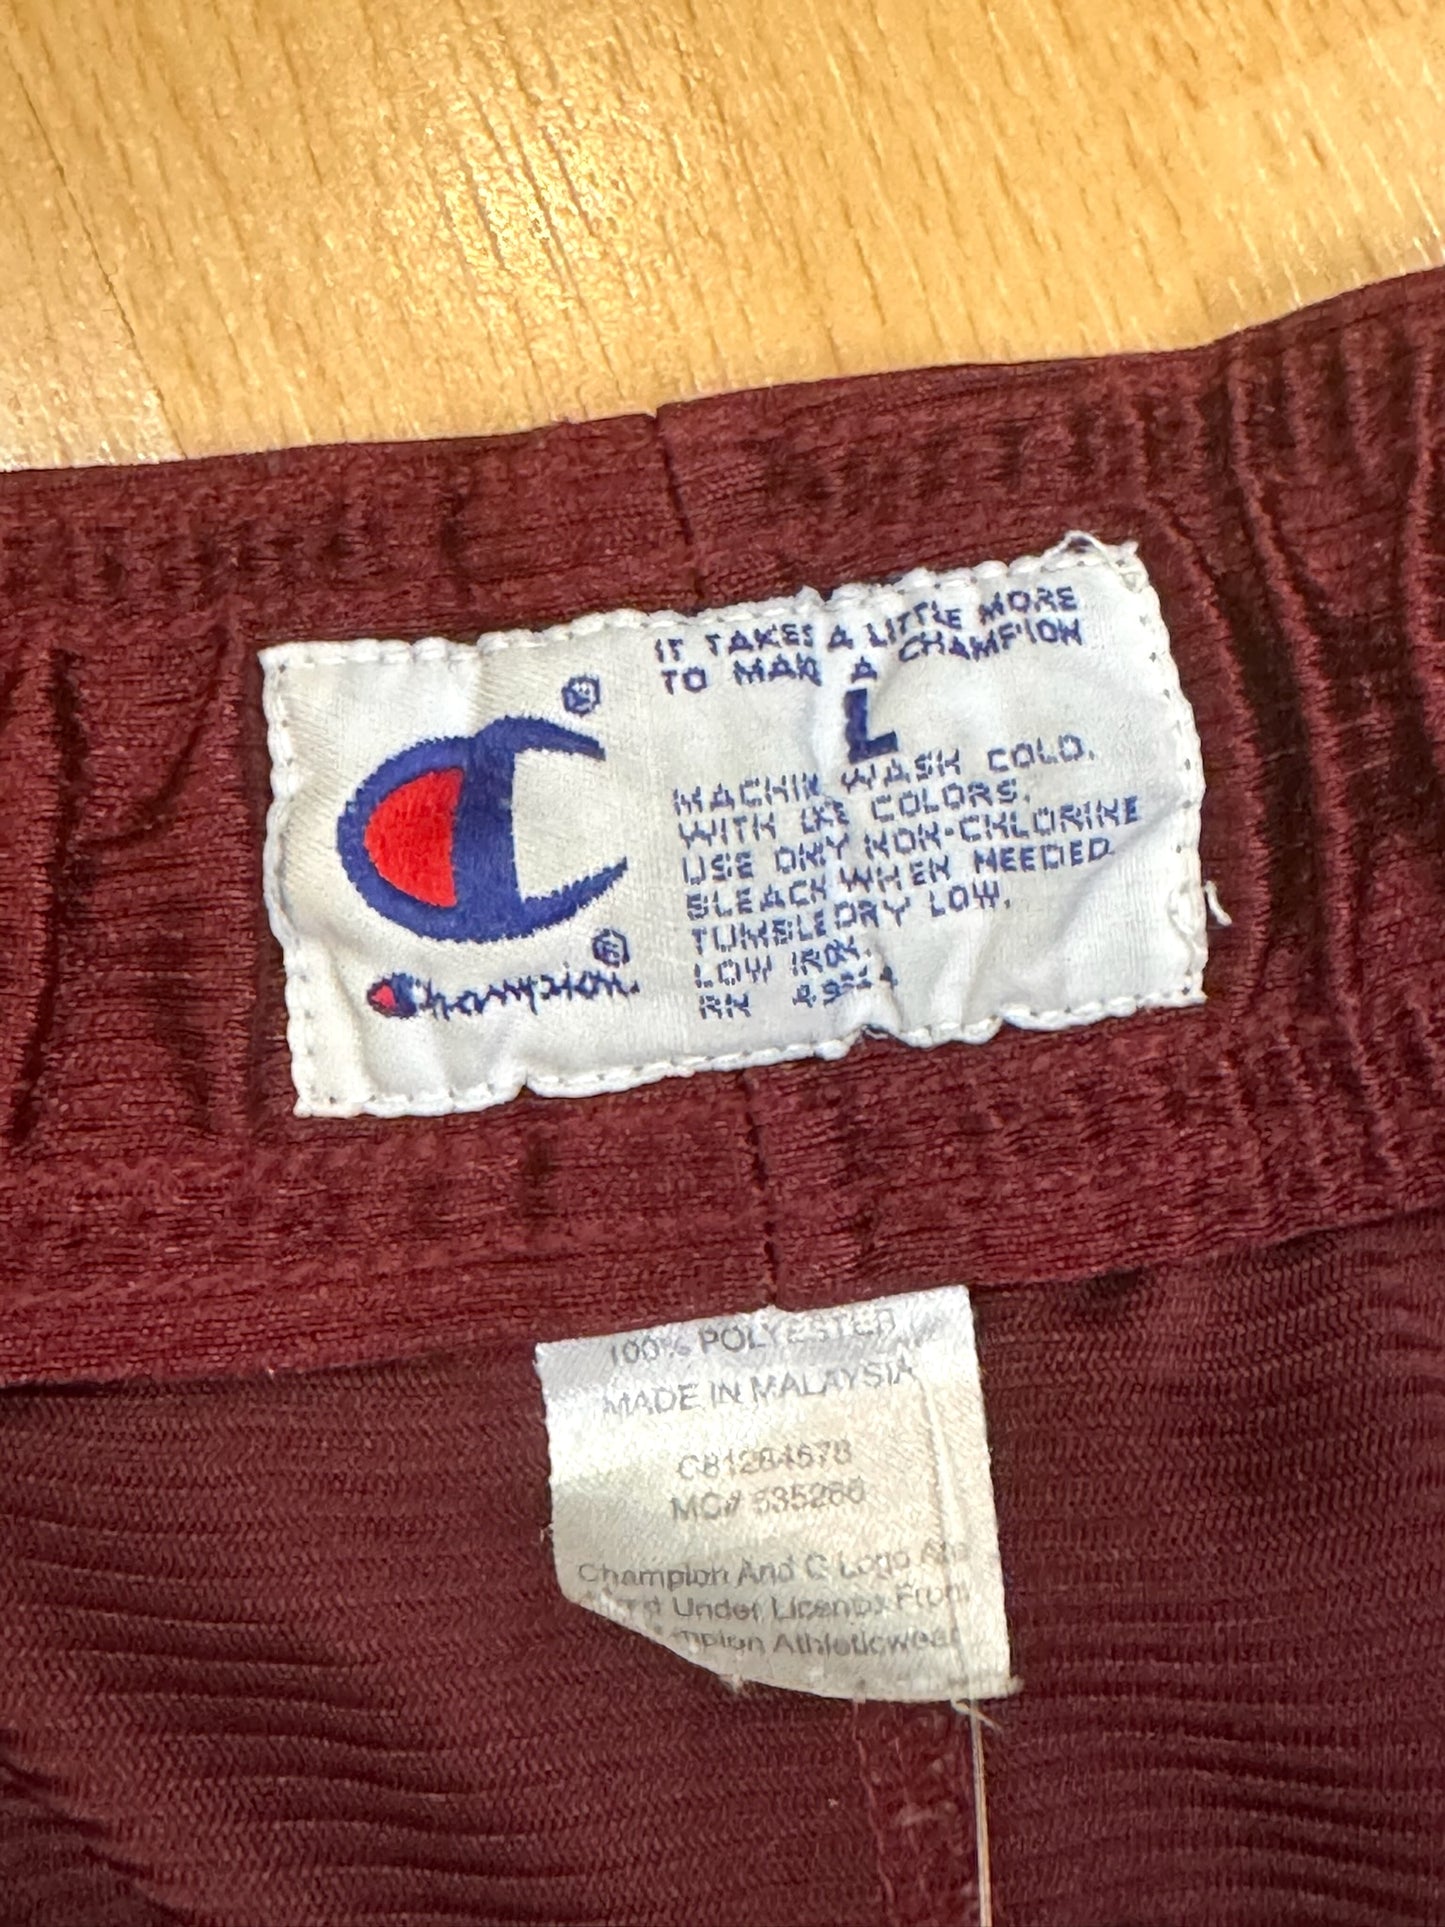 IT TAKES A LITTLE MORE
TO MAKE A CHAMPION
L
MACHINE WASH COLD.
WITH LIKE COLORS.
USE ONLY NON-CHLORINE
BLEACH WHEN NEEDED.
TUMBLE DRY LOW.
LOW IRON.
RN
®
®
Champion.
100% POLYESTER
MADE IN MALAYSIA
MC# 535266
Champion And C Logo Are
Under License From
Champion Athleticwear